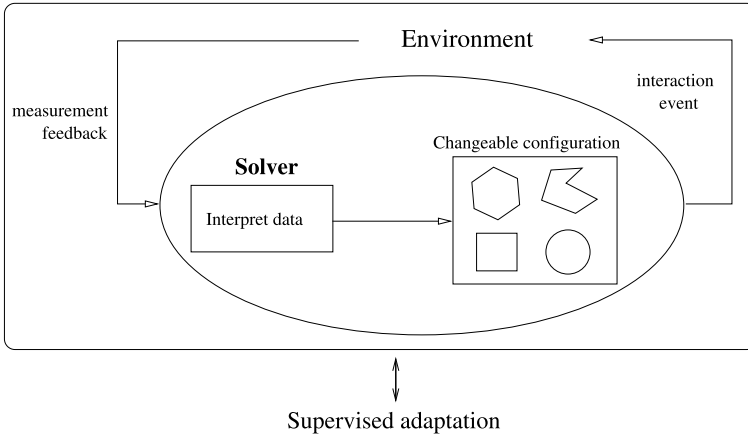 Environment
measurement
feedback
interaction
event
Changeable configuration
Solver
Interpret data
Supervised adaptation